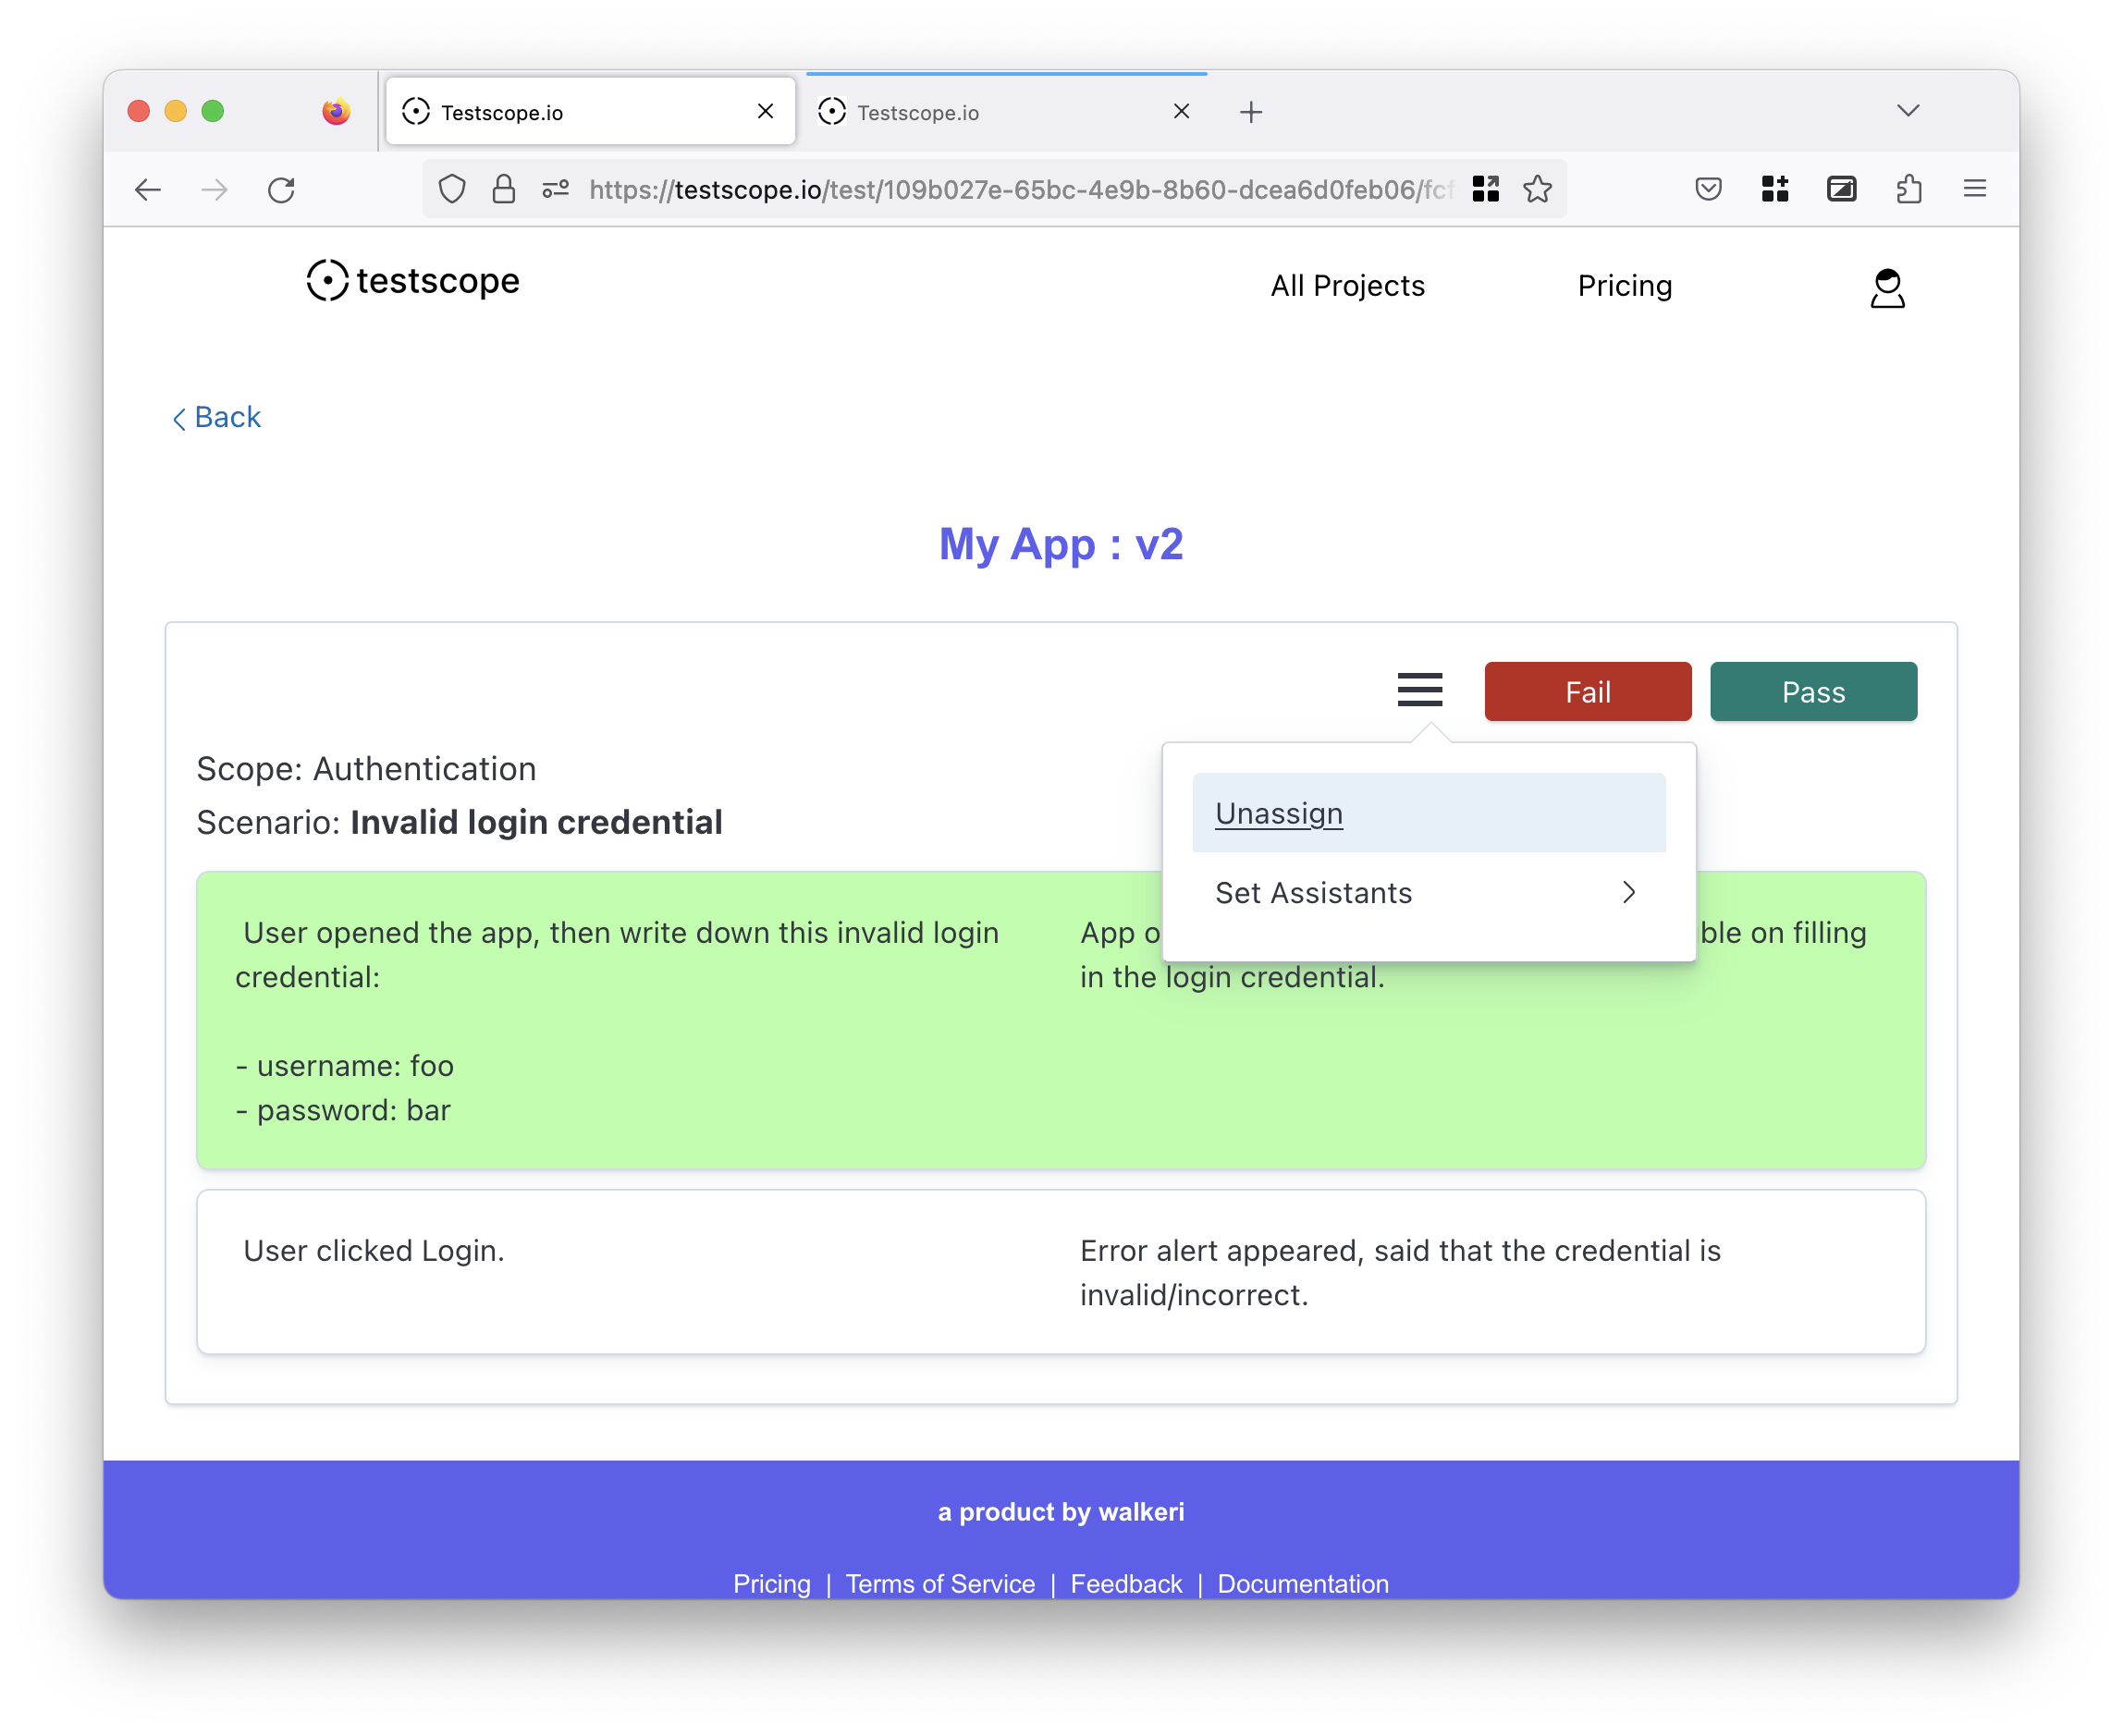 Testscope.io
Testscope.io
https://testscope.io/test/109b027e-65bc-4e9b-8b60-dcea6d0feb06/fcf
testscope
All Projects
Pricing
Back
My App : v2
Fail
Pass
Unassign
Set Assistants
Scope: Authentication
Scenario: Invalid login credential
User opened the app, then write down this invalid login
credential:
- username: foo
- password: bar
App
ble on filling
in the login credential.
User clicked Login.
Error alert appeared, said that the credential is
invalid/incorrect.
a product by walkeri
Pricing | Terms of Service | Feedback | Documentation